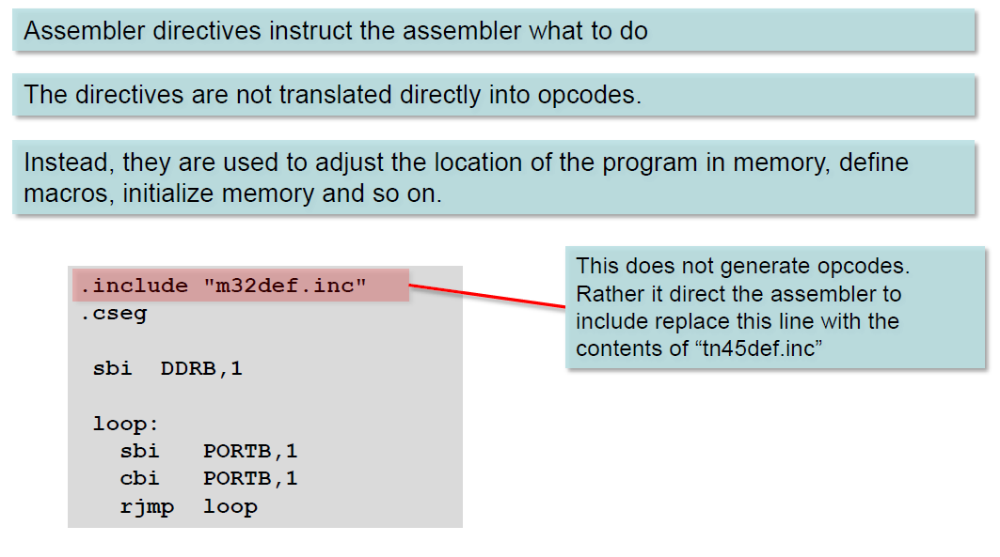 Assembler directives instruct the assembler what to do
The directives are not translated directly into opcodes.
Instead, they are used to adjust the location of the program in memory, define
macros, initialize memory and so on.
.include "m32def.inc"
.cseg
sbi DDRB,1
loop:
sbi PORTB,1
cbi PORTB,1
rjmp loop
This does not generate opcodes.
Rather it direct the assembler to
include replace this line with the
contents of “tn45def.inc”